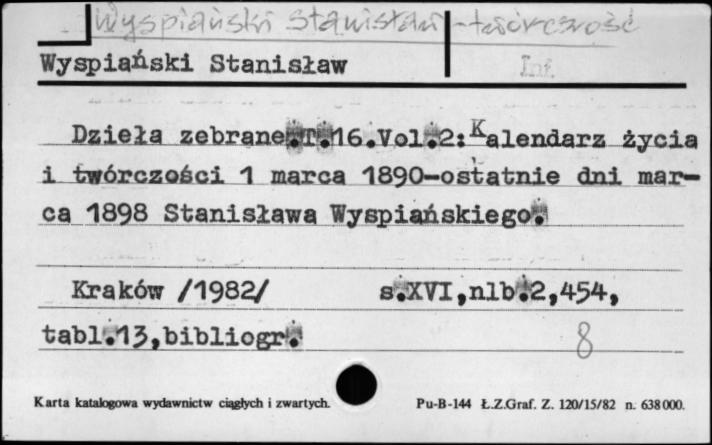 Wyspiański Stanisław - twórczość
Wyspiański Stanisław Inf.
Dzieła zebrane.T.16.Vol.2:Kalendarz życia
i twórczości 1 marca 1890-ostatnie dni mar-
ca 1898 Stanisława Wyspiańskiego.
Kraków /1982/ s.XVI,nlb.2,454,
tabl.13,bibliogr.
8
Karta katalogowa wydawnictw ciągłych i zwartych. Pu-B-144 Ł.Z.Graf. Z. 120/15/82 n. 638000.